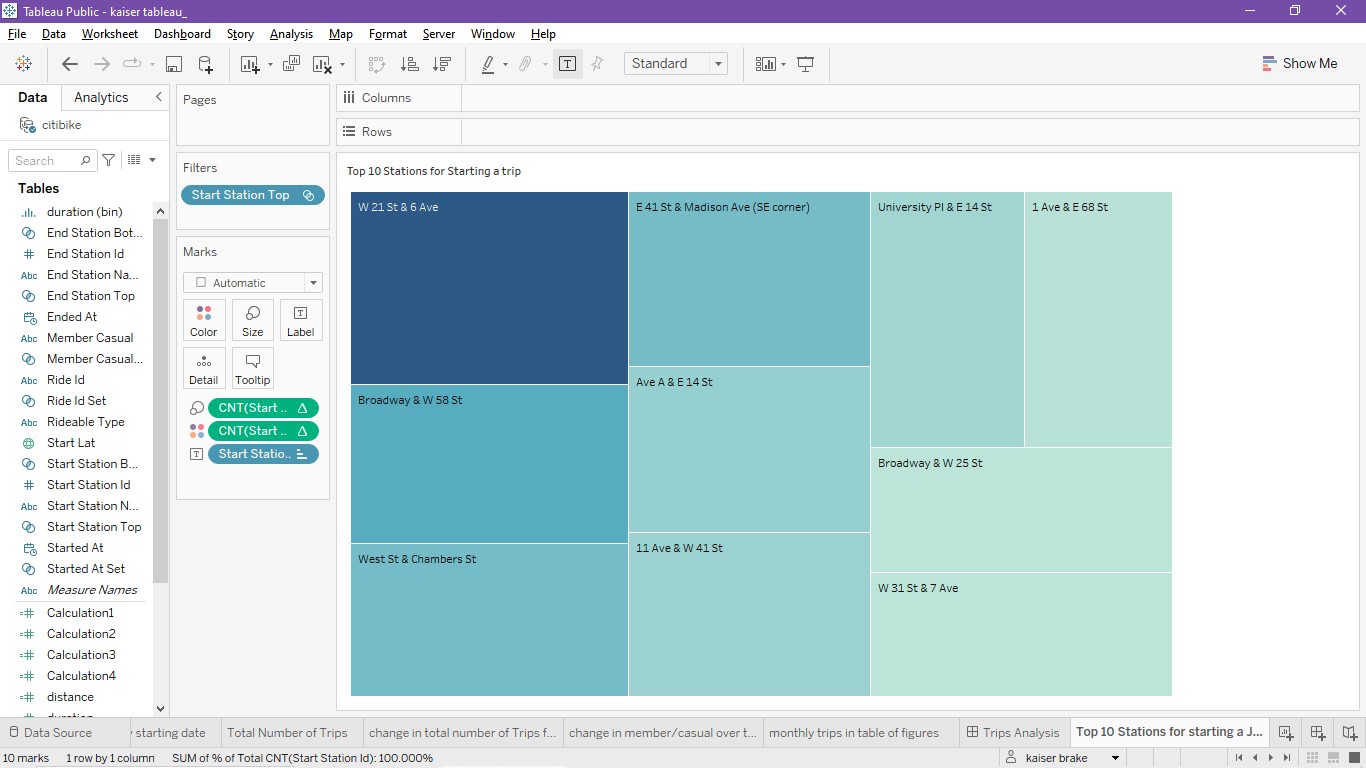 Tableau Public - kaiser tableau_
File Data Worksheet Dashboard Story Analysis Map Format Server Window Help
Standard
Show Me
Data Analytics
citibike
Search
Tables
duration (bin)
End Station Bot...
End Station Id
End Station Na...
End Station Top
Ended At
Member Casual
Member Casual...
Ride Id
Ride Id Set
Rideable Type
Start Lat
Start Station B...
Start Station Id
Start Station N...
Start Station Top
Started At
Started At Set
Measure Names
Calculation1
Calculation2
Calculation3
Calculation4
distance
duration
Pages
Filters
Start Station Top
Marks
Automatic
Color Size Label
Detail Tooltip
CNT(Start ..
CNT(Start ..
Start Statio..
Columns
Rows
Top 10 Stations for Starting a trip
W 21 St & 6 Ave
Broadway & W 58 St
West St & Chambers St
E 41 St & Madison Ave (SE corner)
Ave A & E 14 St
11 Ave & W 41 St
University Pl & E 14 St
1 Ave & E 68 St
Broadway & W 25 St
W 31 St & 7 Ave
Data Source
starting date
Total Number of Trips
change in total number of Trips f...
change in member/casual over t...
monthly trips in table of figures
Trips Analysis
Top 10 Stations for starting a J...
10 marks 1 row by 1 column SUM of % of Total CNT(Start Station Id): 100.000%
kaiser brake